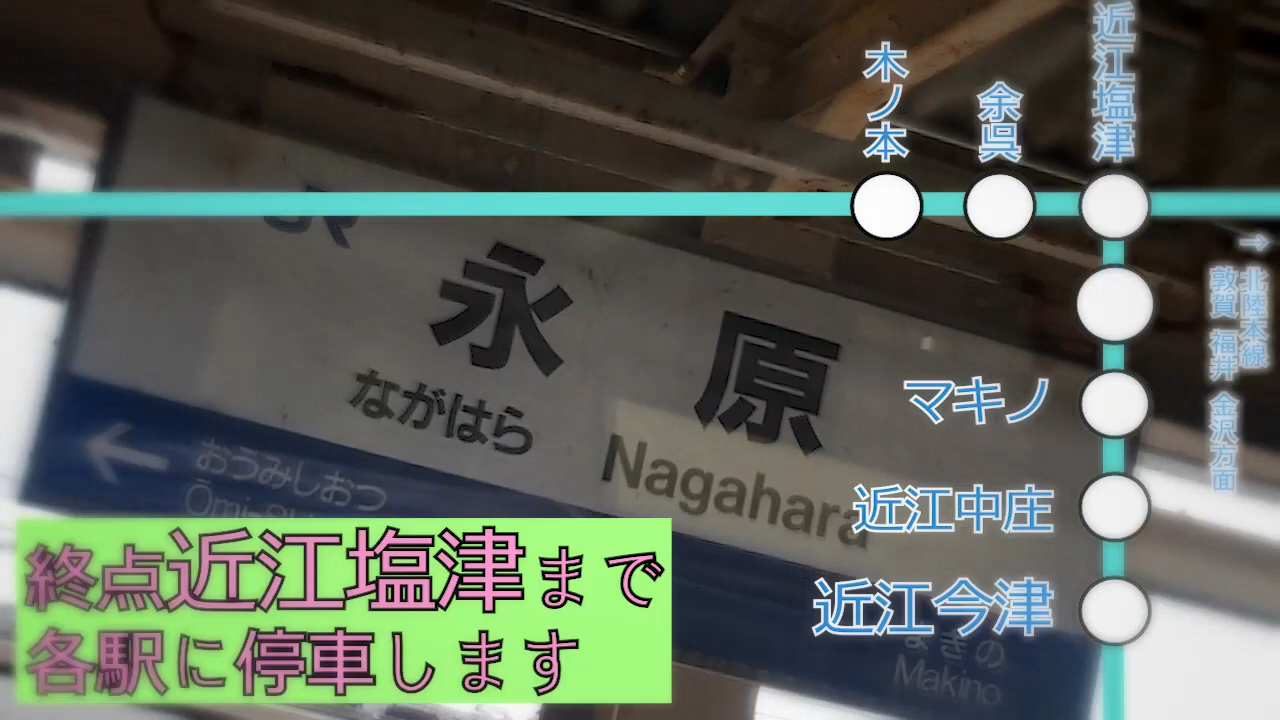 近江塩津
余呉
木ノ本
→
北陸本線
敦賀 福井 金沢方面
JR
永原
ながはら
Nagahara
マキノ
近江中庄
近江今津
おうみしおつ
まきの
Makino
終点近江塩津まで
各駅に停車します